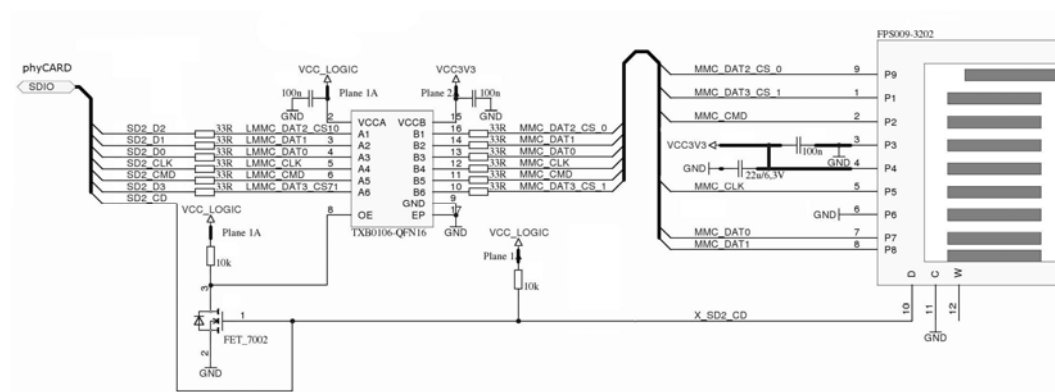 FPS009-3202
phyCARD
SDIO
VCC_LOGIC
VCC3V3
100n
Plane 1A
GND
Plane 2
100n
GND
2
15
VCCA
VCCB
SD2_D2
33R
LMMC_DAT2_CS
10
A1
B1
16
33R
MMC_DAT2_CS_0
SD2_D1
33R
LMMC_DAT1
3
A2
B2
14
33R
MMC_DAT1
SD2_D0
33R
LMMC_DAT0
4
A3
B3
13
33R
MMC_DAT0
SD2_CLK
33R
LMMC_CLK
5
A4
B4
12
33R
MMC_CLK
SD2_CMD
33R
LMMC_CMD
6
A5
B5
11
33R
MMC_CMD
SD2_D3
33R
LMMC_DAT3_CS71
A6
B6
10
33R
MMC_DAT3_CS_1
SD2_CD
GND
9
8
OE
EP
17
GND
TXB0106-QFN16
MMC_DAT2_CS_0
9
P9
MMC_DAT3_CS_1
1
P1
MMC_CMD
2
P2
VCC3V3
100n
GND
3
P3
GND
22u/6,3V
4
P4
MMC_CLK
5
P5
GND
6
P6
MMC_DAT0
7
P7
MMC_DAT1
8
P8
D
C
W
10
11
12
GND
VCC_LOGIC
Plane 1A
10k
VCC_LOGIC
Plane 1
10k
3
1
2
FET_7002
GND
X_SD2_CD